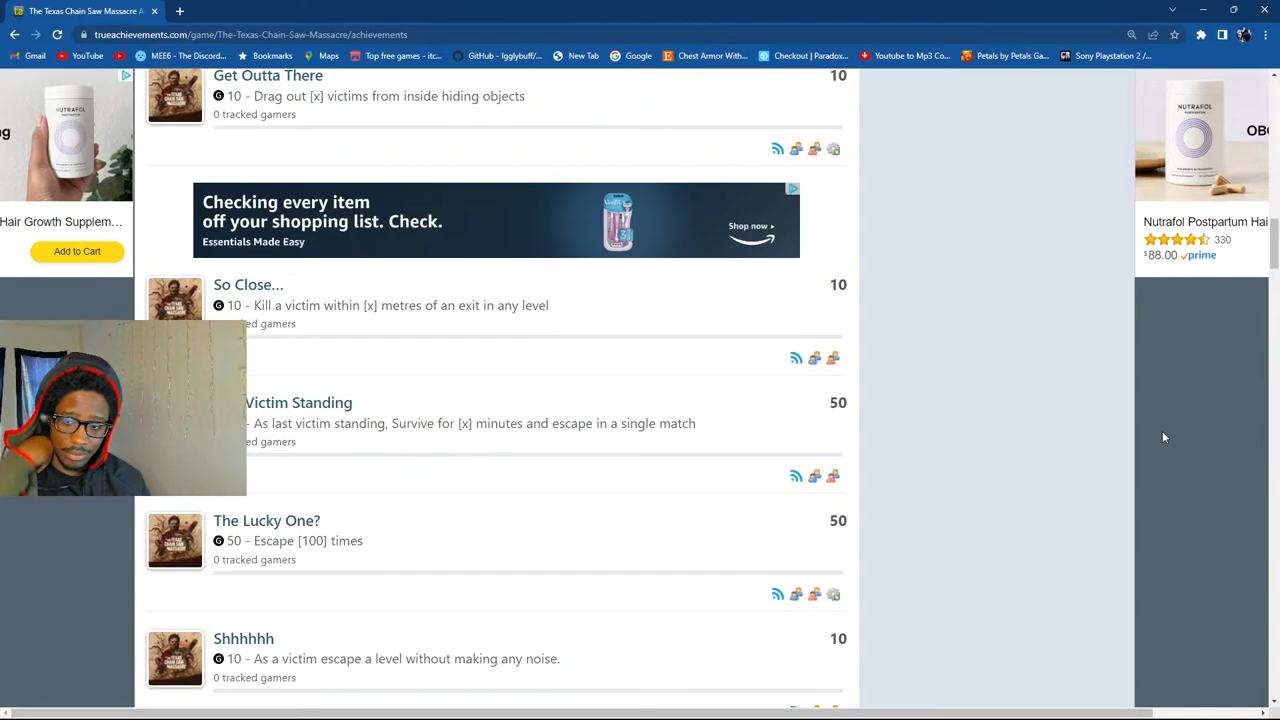 The Texas Chain Saw Massacre A
trueachievements.com/game/The-Texas-Chain-Saw-Massacre/achievements
Gmail
YouTube
MEE6 - The Discord...
Bookmarks
Maps
Top free games - itc...
GitHub - Igglybuff/...
New Tab
Google
Chest Armor With...
Checkout | Paradox...
Youtube to Mp3 Co...
Petals by Petals Ga...
Sony Playstation 2 /...
Get Outta There
10
10 - Drag out [x] victims from inside hiding objects
0 tracked gamers
NUTRAFOL
Hair Growth Supplem...
Add to Cart
Checking every item
off your shopping list. Check.
Essentials Made Easy
Shop now
NUTRAFOL
OBC
Nutrafol Postpartum Hai
330
$88.00 prime
So Close...
10
10 - Kill a victim within [x] metres of an exit in any level
ked gamers
Victim Standing
50
- As last victim standing, Survive for [x] minutes and escape in a single match
ked gamers
The Lucky One?
50
50 - Escape [100] times
0 tracked gamers
Shhhhhh
10
10 - As a victim escape a level without making any noise.
0 tracked gamers